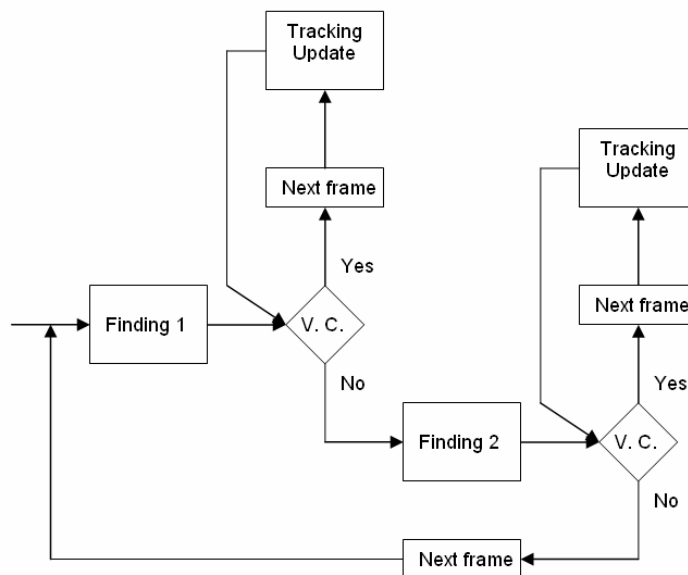 Tracking
Update
Next frame
Yes
Finding 1
V. C.
No
Tracking
Update
Next frame
Yes
Finding 2
V. C.
No
Next frame